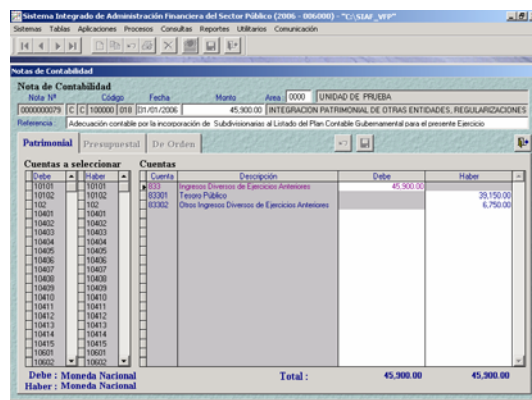 Sistema Integrado de Administración Financiera del Sector Público (2006 - 006000) - "C:\SIAF_VFP"
Sistemas Tablas Aplicaciones Procesos Consultas Reportes Utilitarios Comunicación
Notas de Contabilidad
Nota de Contabilidad
Nota Nº Código Fecha Monto Area : 0000 UNIDAD DE PRUEBA
0000000079 C C 100000 018 31/01/2006 45,900.00 INTEGRACION PATRIMONIAL DE OTRAS ENTIDADES, REGULARIZACIONES
Referencia : Adecuación contable por la incorporación de Subdivisionarias al Listado del Plan Contable Gubernamental para el presente Ejercicio
Patrimonial Presupuestal De Orden
Cuentas a seleccionar Cuentas
Debe Haber Cuenta Descripción Debe Haber
10101 10101 833 Ingresos Diversos de Ejercicios Anteriores 45,900.00
10102 10102 83301 Tesoro Público 39,150.00
102 102 83302 Otros Ingresos Diversos de Ejercicios Anteriores 6,750.00
10401 10401
10402 10402
10403 10403
10404 10404
10405 10405
10406 10406
10407 10407
10408 10408
10409 10409
10410 10410
10411 10411
10412 10412
10413 10413
10414 10414
10415 10415
10601 10601
10602 10602
Debe : Moneda Nacional Total : 45,900.00 45,900.00
Haber : Moneda Nacional